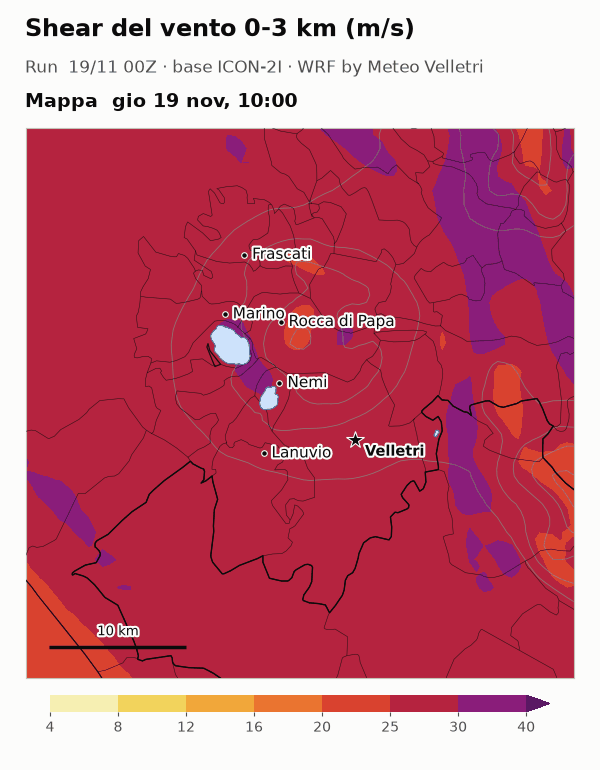 Shear del vento 0-3 km (m/s)
Run  19/11 00Z · base ICON-2I · WRF by Meteo Velletri
Mappa  gio 19 nov, 10:00
Frascati
Marino
Rocca di Papa
Nemi
Velletri
Lanuvio
10 km
4 8 12 16 20 25 30 40